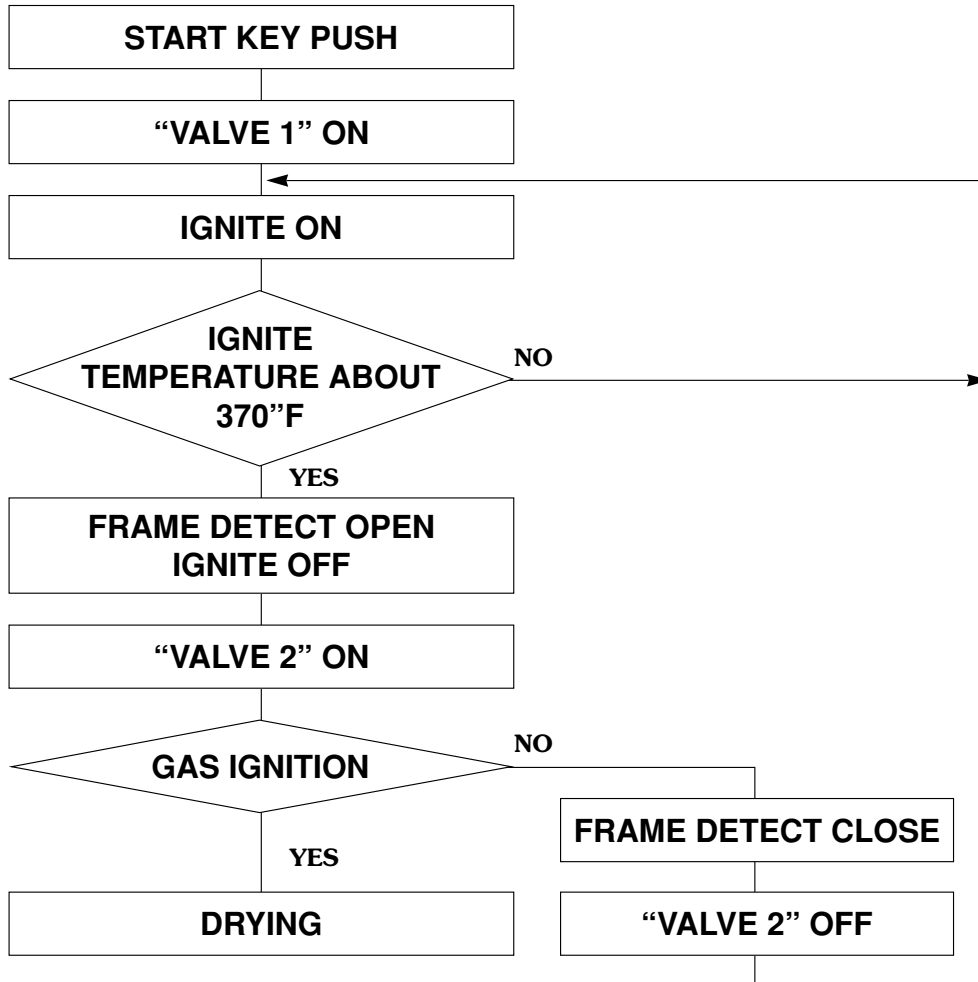 START KEY PUSH
“VALVE 1” ON
IGNITE ON
IGNITE
TEMPERATURE ABOUT
370”F
NO
YES
FRAME DETECT OPEN
IGNITE OFF
“VALVE 2” ON
GAS IGNITION
NO
FRAME DETECT CLOSE
YES
DRYING
“VALVE 2” OFF